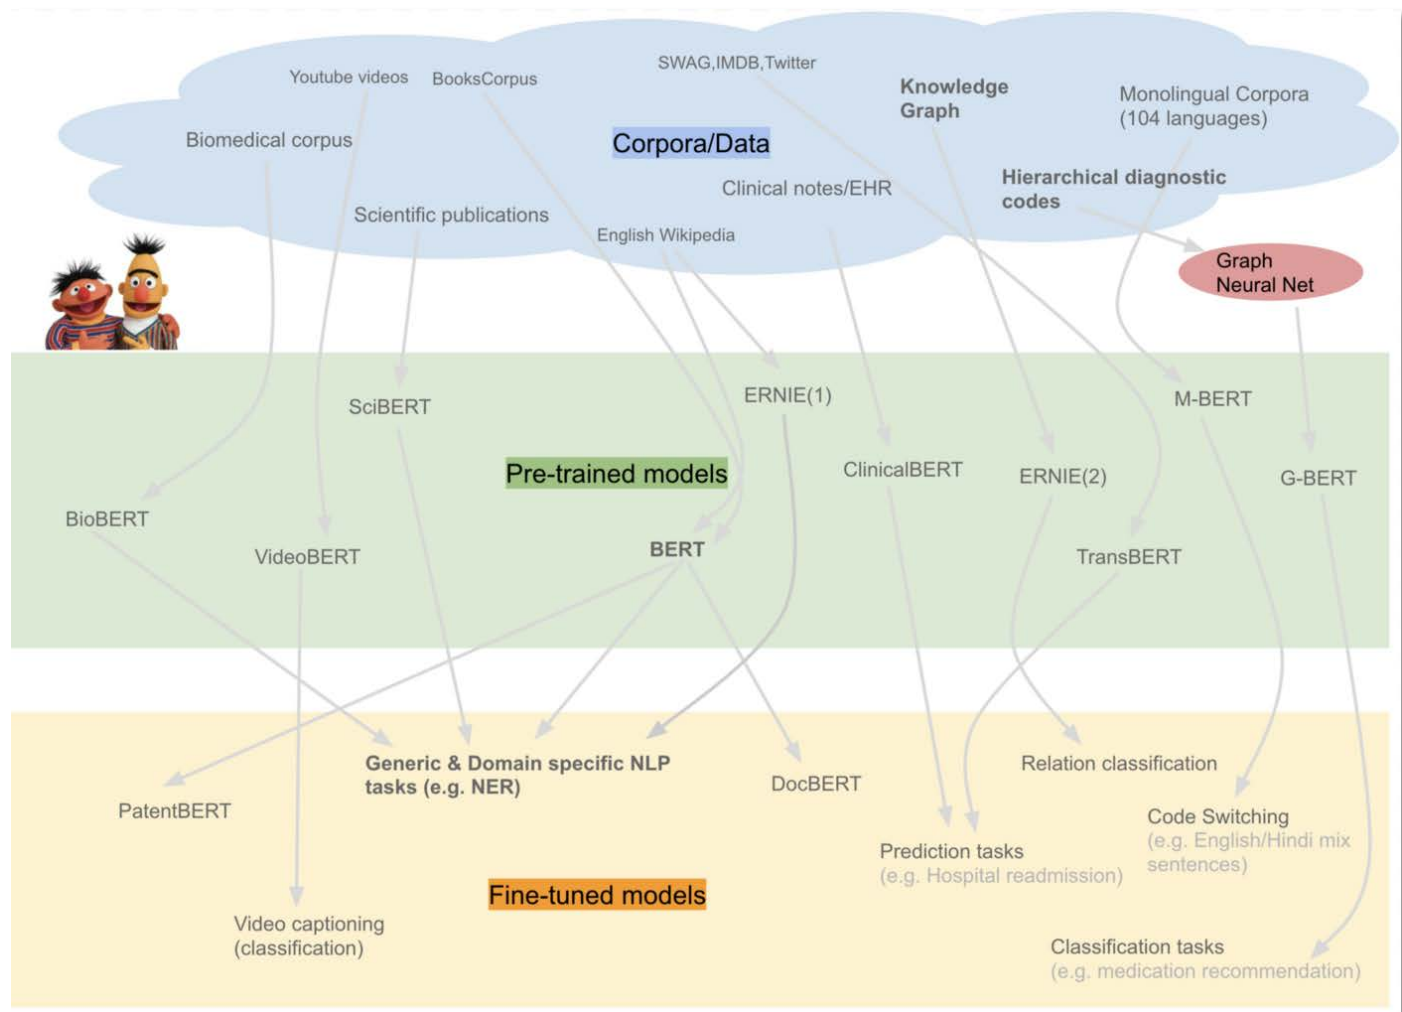 SWAG,IMDB,Twitter
Youtube videos
BooksCorpus
Knowledge
Graph
Monolingual Corpora
(104 languages)
Biomedical corpus
Corpora/Data
Hierarchical diagnostic
codes
Clinical notes/EHR
Scientific publications
English Wikipedia
Graph
Neural Net
SciBERT
ERNIE(1)
M-BERT
Pre-trained models
ClinicalBERT
ERNIE(2)
G-BERT
BioBERT
VideoBERT
BERT
TransBERT
Generic & Domain specific NLP
tasks (e.g. NER)
Relation classification
DocBERT
PatentBERT
Code Switching
(e.g. English/Hindi mix
sentences)
Prediction tasks
(e.g. Hospital readmission)
Fine-tuned models
Video captioning
(classification)
Classification tasks
(e.g. medication recommendation)